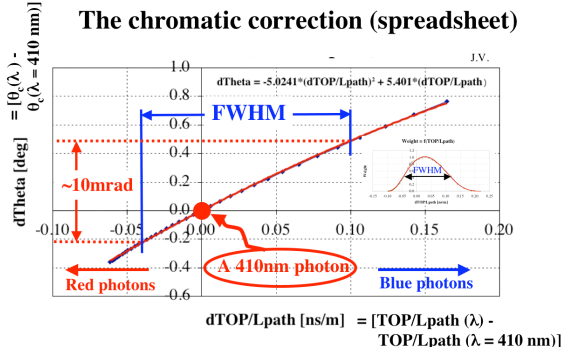 The chromatic correction (spreadsheet)
J.V.
dTheta [deg] = [θc(λ) -
θc(λ = 410 nm)]
1.0
0.8
0.6
0.4
0.2
0.0
-0.2
-0.4
-0.6
dTheta = -5.0241*(dTOP/Lpath)² + 5.401*(dTOP/Lpath)
FWHM
~10mrad
Weight = f(TOP/Lpath)
FWHM
-0.10
-0.05
0.00
0.05
0.10
0.15
0.20
A 410nm photon
Red photons
Blue photons
dTOP/Lpath [ns/m] = [TOP/Lpath (λ) -
TOP/Lpath (λ = 410 nm)]